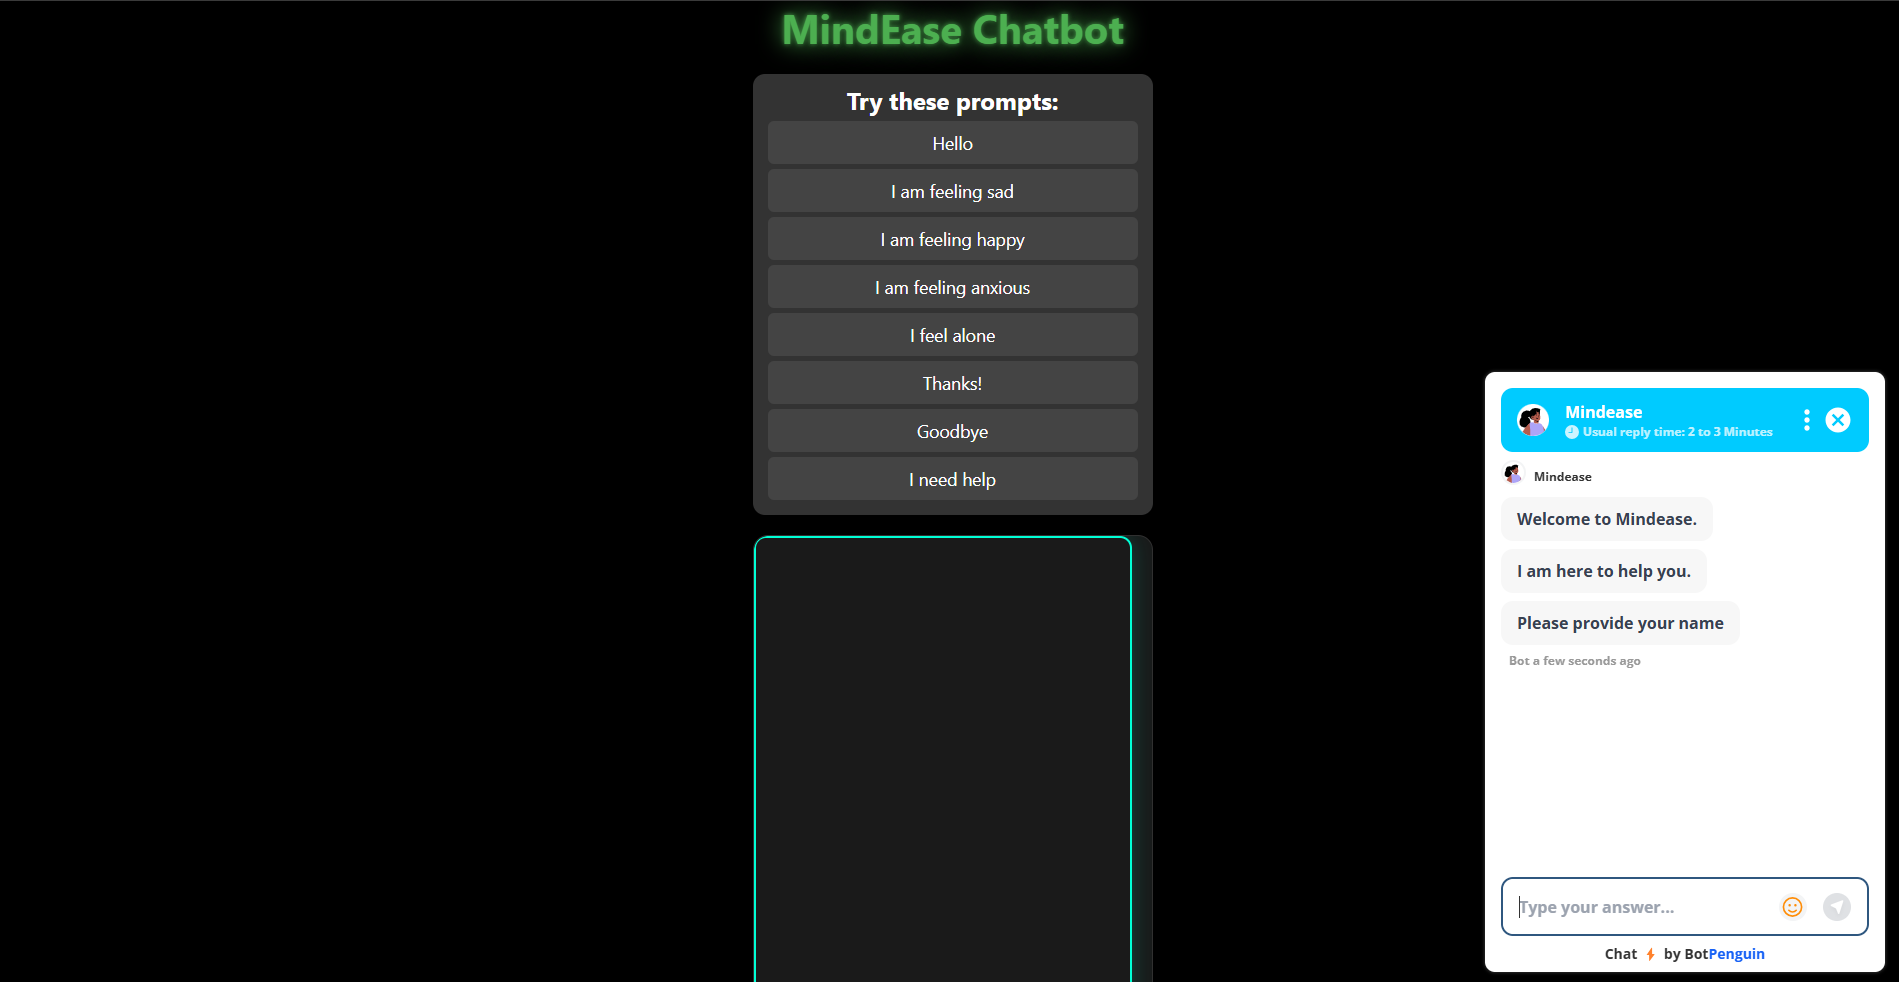 MindEase Chatbot
Try these prompts:
Hello
I am feeling sad
I am feeling happy
I am feeling anxious
I feel alone
Thanks!
Goodbye
I need help
Mindease
Usual reply time: 2 to 3 Minutes
Mindease
Welcome to Mindease.
I am here to help you.
Please provide your name
Bot a few seconds ago
Type your answer...
Chat by BotPenguin